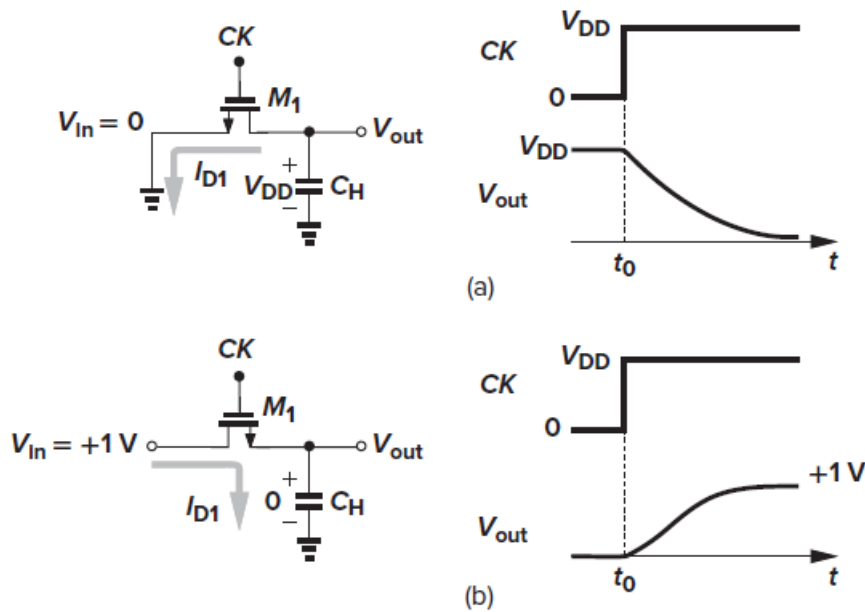 CK
M1
Vin = 0
Vout
ID1
+
VDD
CH
−
VDD
CK
0
VDD
Vout
t0
t
(a)
CK
M1
Vin = +1 V
Vout
ID1
+
0
CH
−
VDD
CK
0
+1 V
Vout
t0
t
(b)